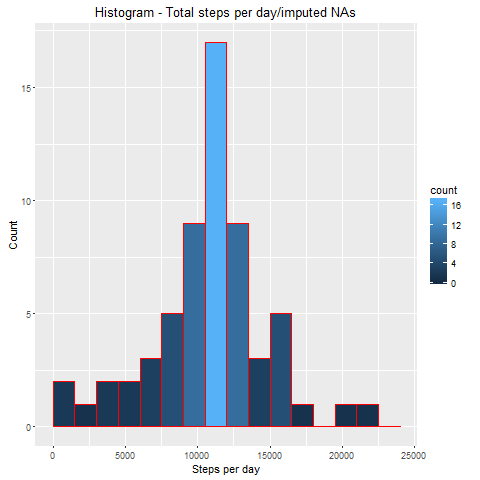 Histogram - Total steps per day/imputed NAs
Count
15
10
5
0
0 5000 10000 15000 20000 25000
Steps per day
count
16
12
8
4
0